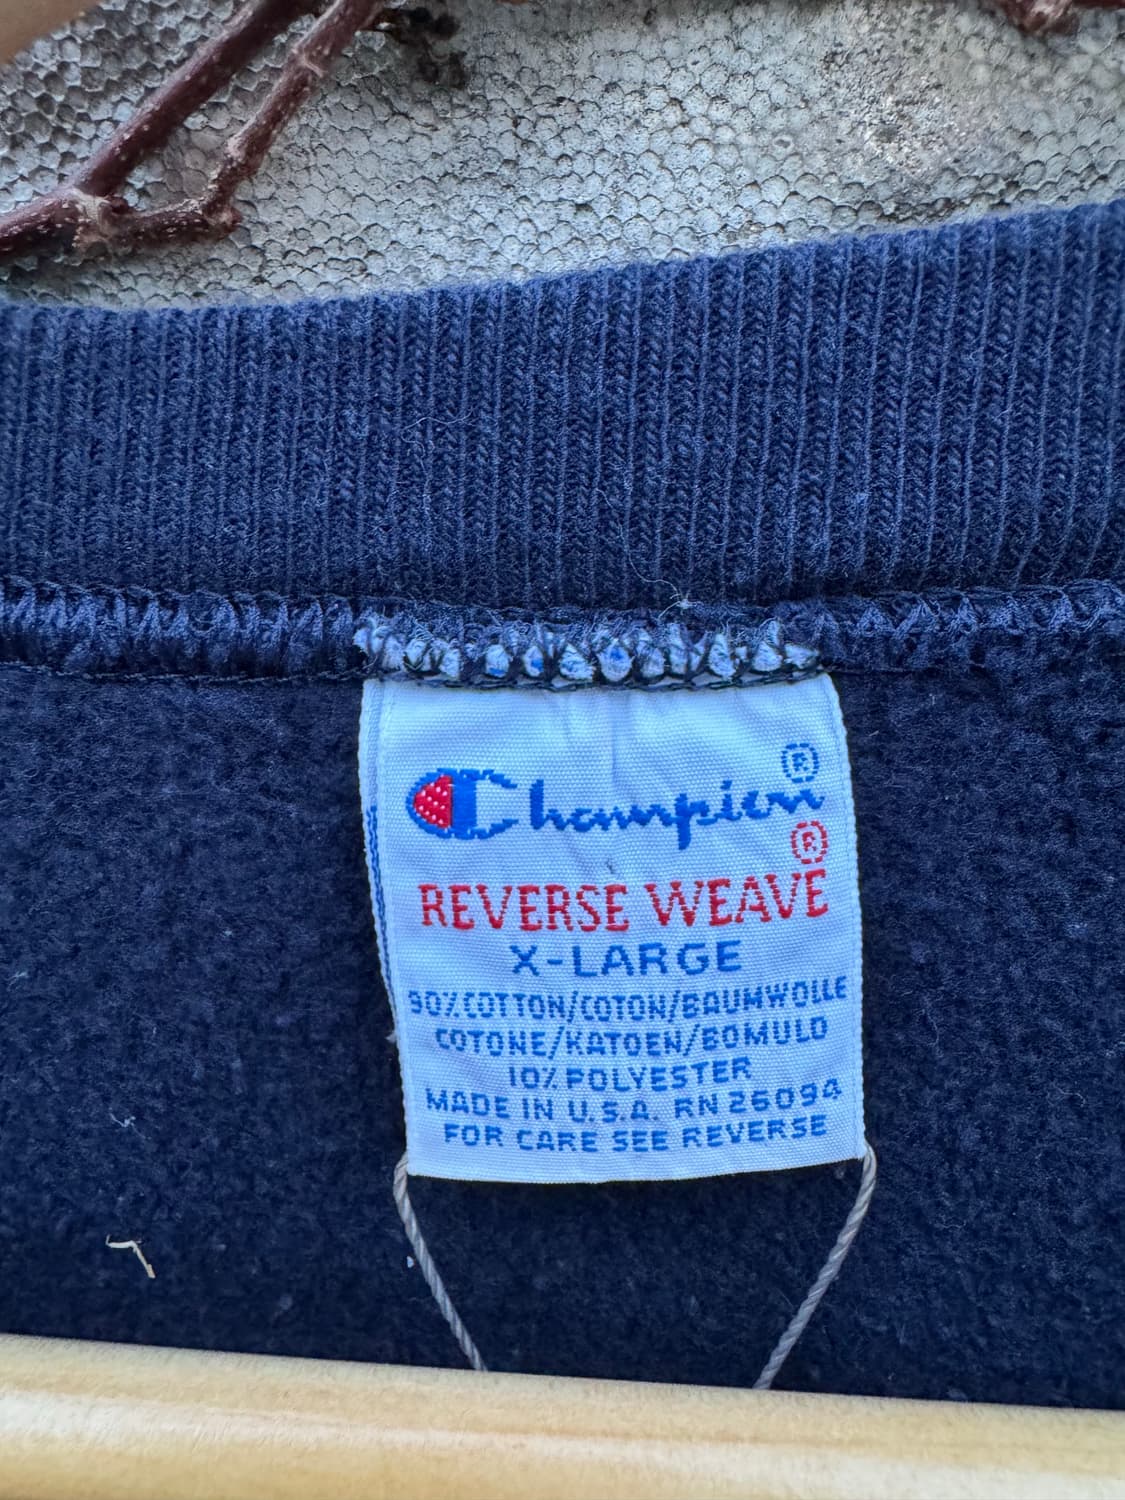 Champion®
REVERSE WEAVE®
X-LARGE
90% COTTON/COTON/BAUMWOLLE
COTONE/KATOEN/BOMULD
10% POLYESTER
MADE IN U.S.A. RN 26094
FOR CARE SEE REVERSE